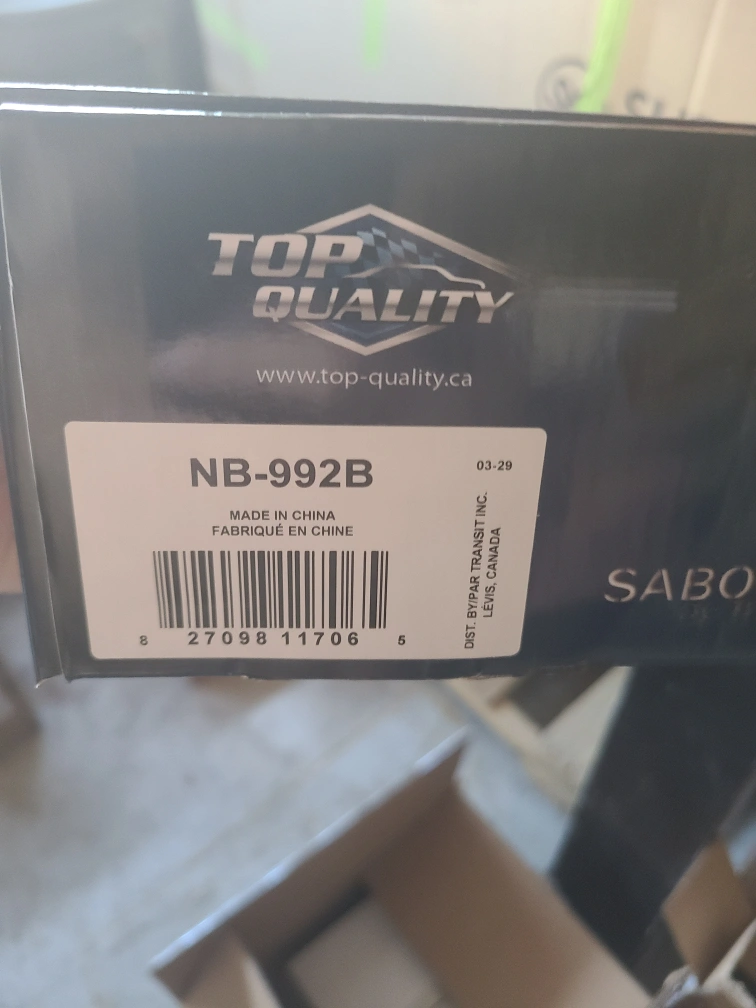 TOP
QUALITY
www.top-quality.ca
NB-992B
03-29
MADE IN CHINA
FABRIQUÉ EN CHINE
8 27098 11706 5
DIST. BY/PAR TRANSIT INC.
LÉVIS, CANADA
SABO